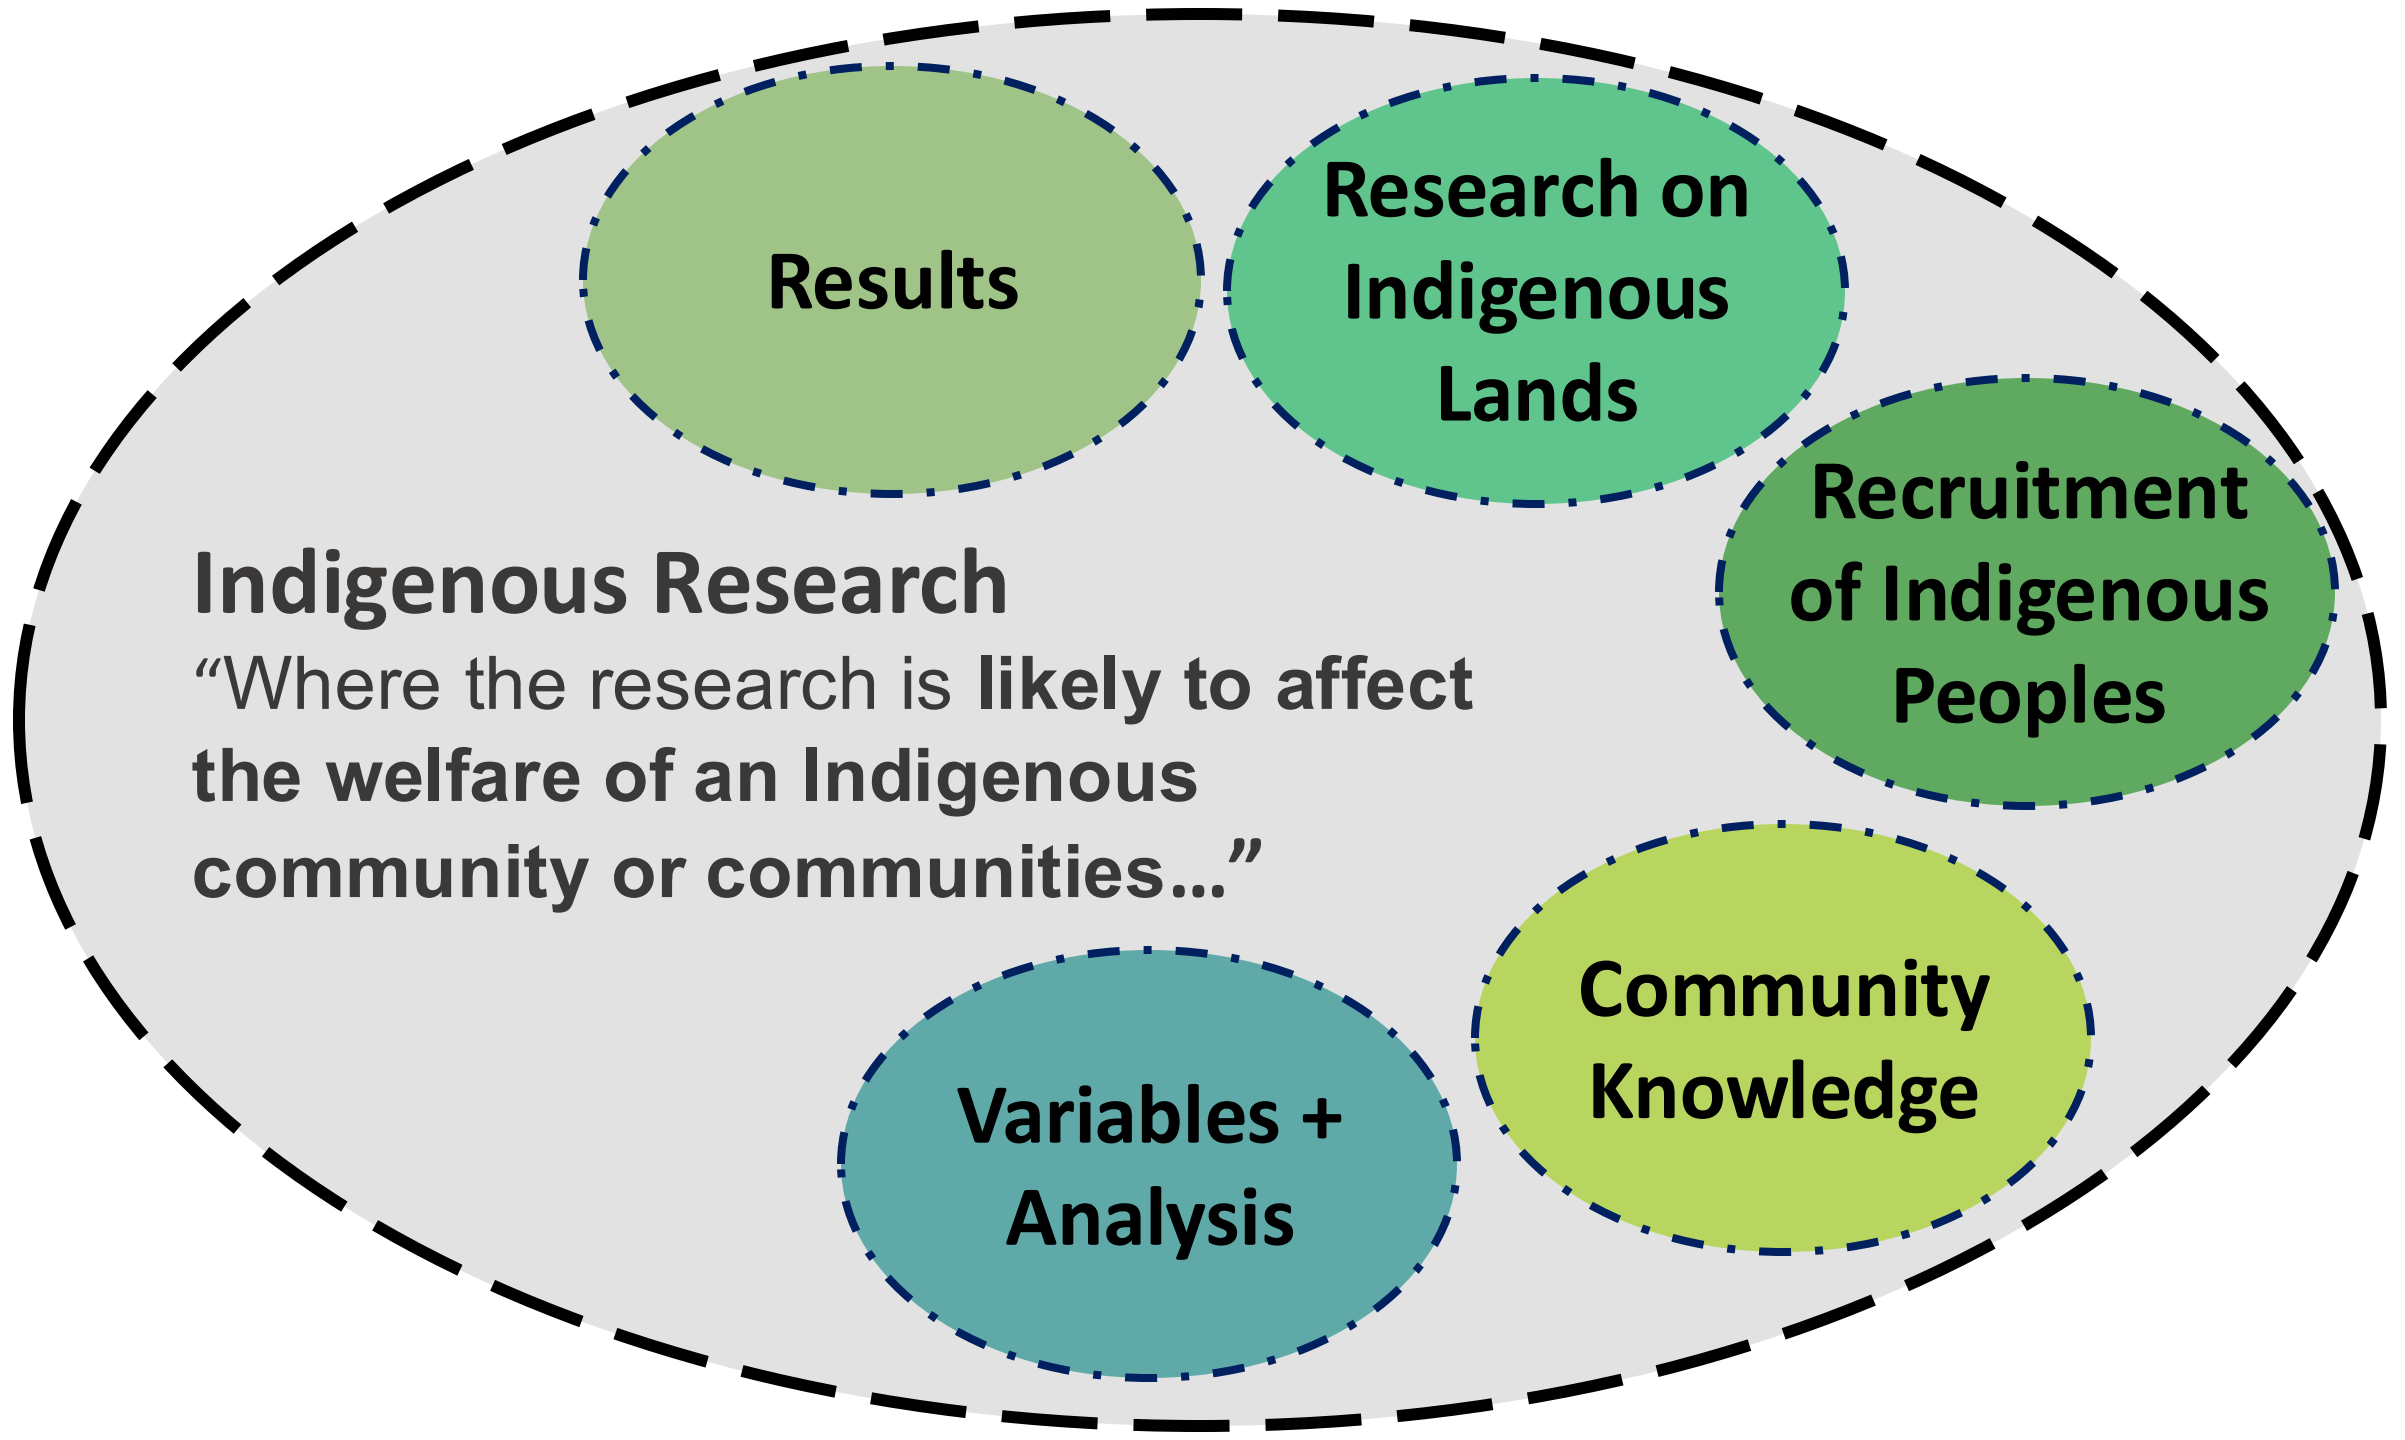 Results
Research on
Indigenous
Lands
Recruitment
of Indigenous
Peoples
Indigenous Research
“Where the research is likely to affect
the welfare of an Indigenous
community or communities…”
Community
Knowledge
Variables +
Analysis